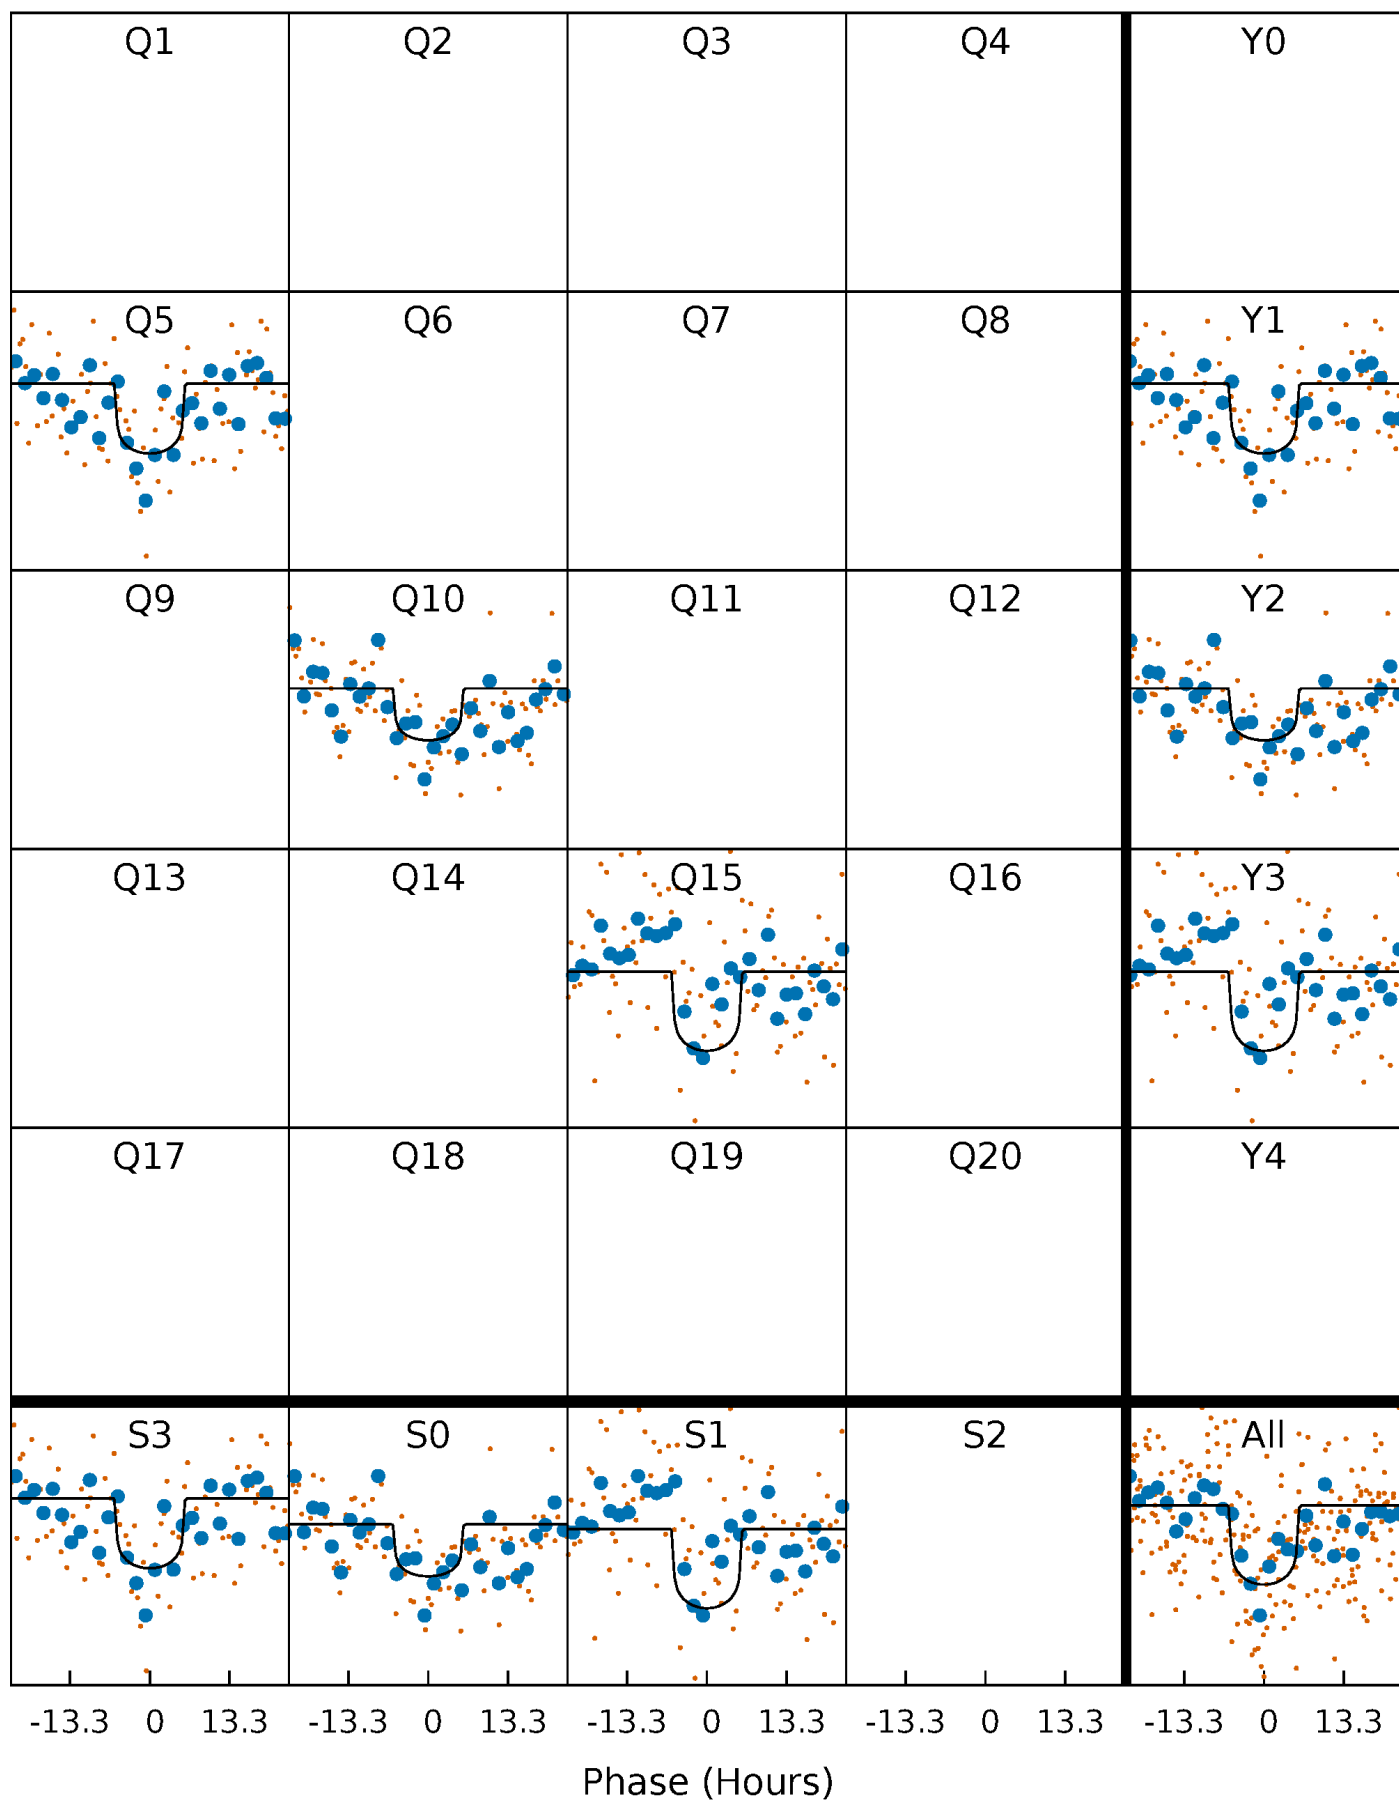 Q1 Q2 Q3 Q4 Y0
Q5 Q6 Q7 Q8 Y1
Q9 Q10 Q11 Q12 Y2
Q13 Q14 Q15 Q16 Y3
Q17 Q18 Q19 Q20 Y4
S3 S0 S1 S2 All
-13.3 0 13.3 -13.3 0 13.3 -13.3 0 13.3 -13.3 0 13.3 -13.3 0 13.3
Phase (Hours)